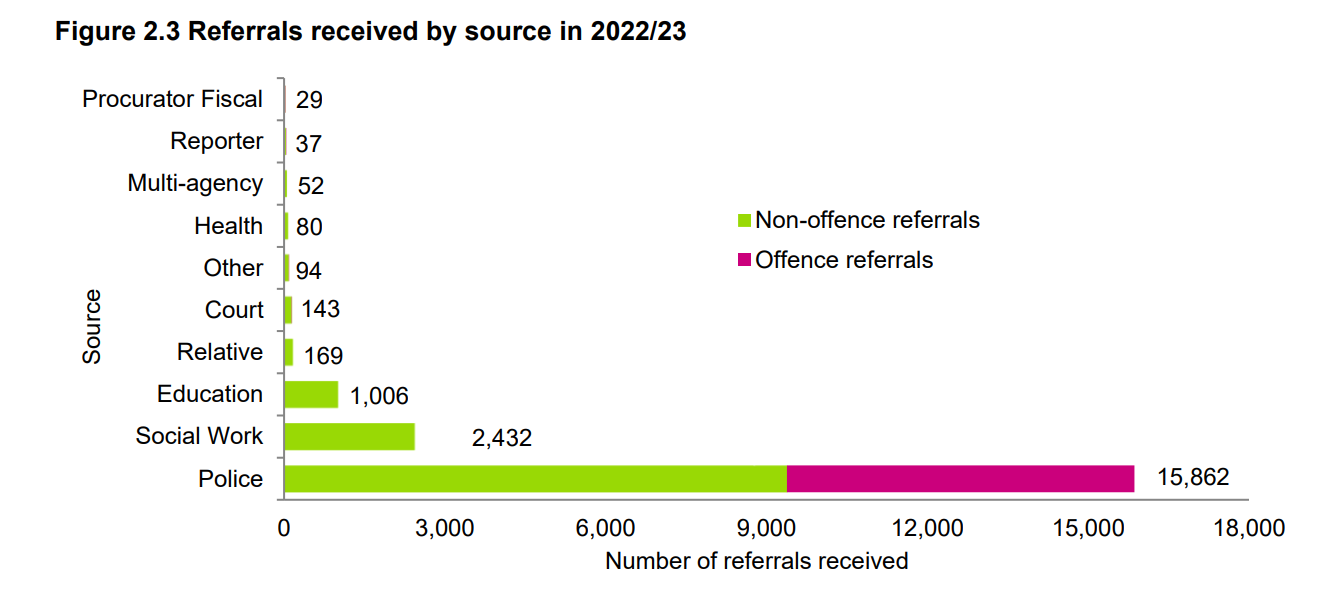 Figure 2.3 Referrals received by source in 2022/23
Procurator Fiscal 29
Reporter 37
Multi-agency 52
Health 80
Other 94
Court 143
Relative 169
Education 1,006
Social Work 2,432
Police 15,862
Source
Non-offence referrals
Offence referrals
0 3,000 6,000 9,000 12,000 15,000 18,000
Number of referrals received